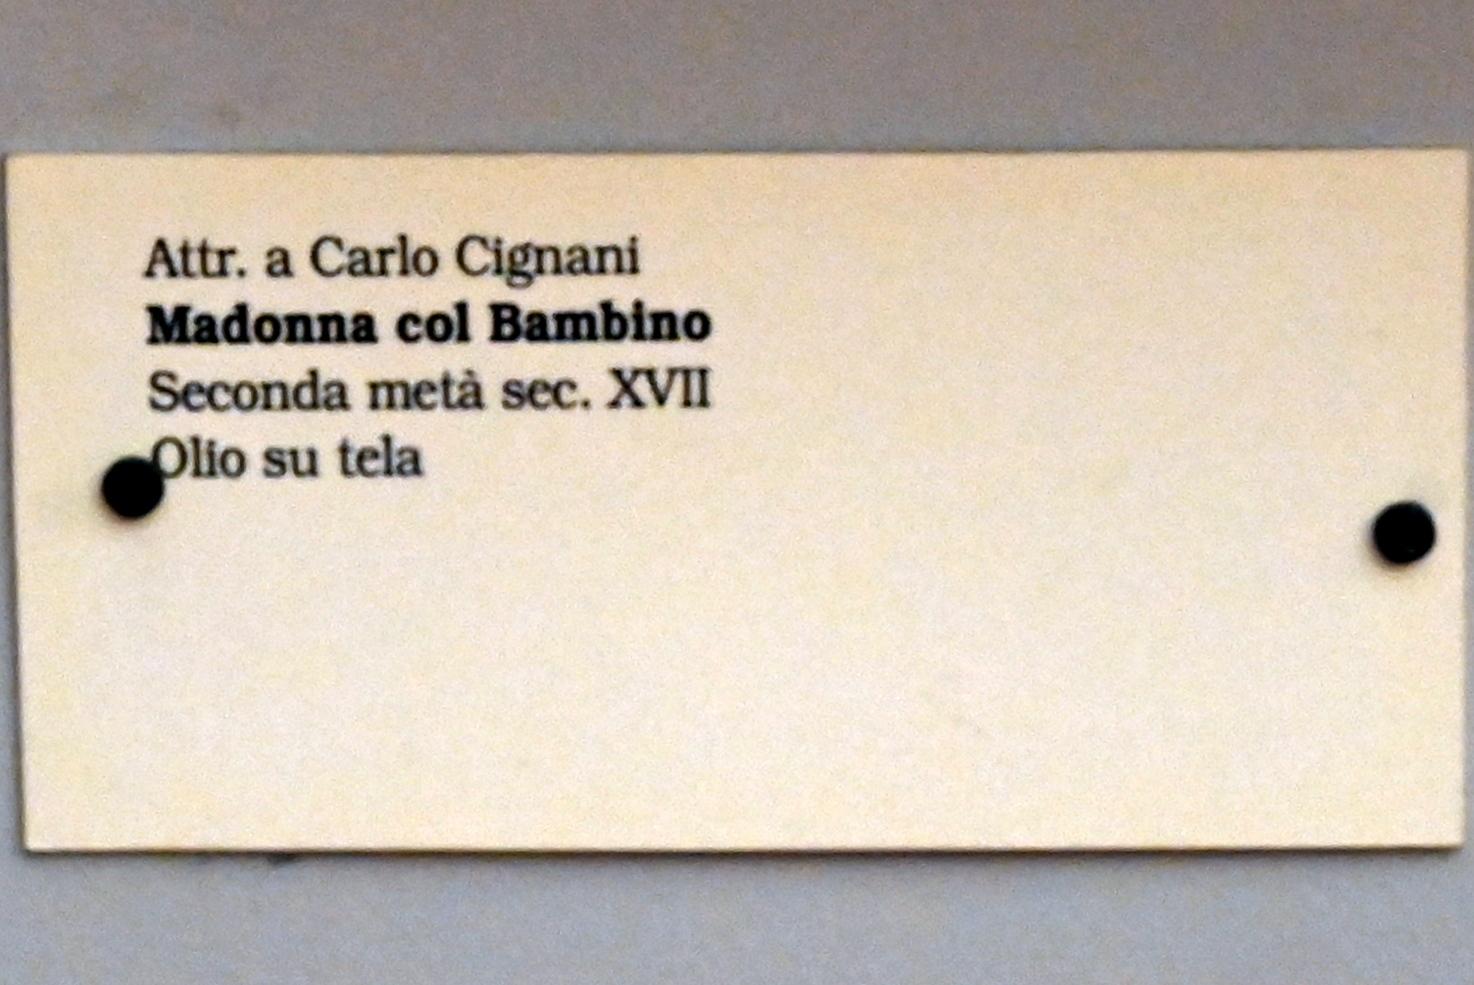 Attr. a Carlo Cignani
Madonna col Bambino
Seconda metà sec. XVII
Olio su tela